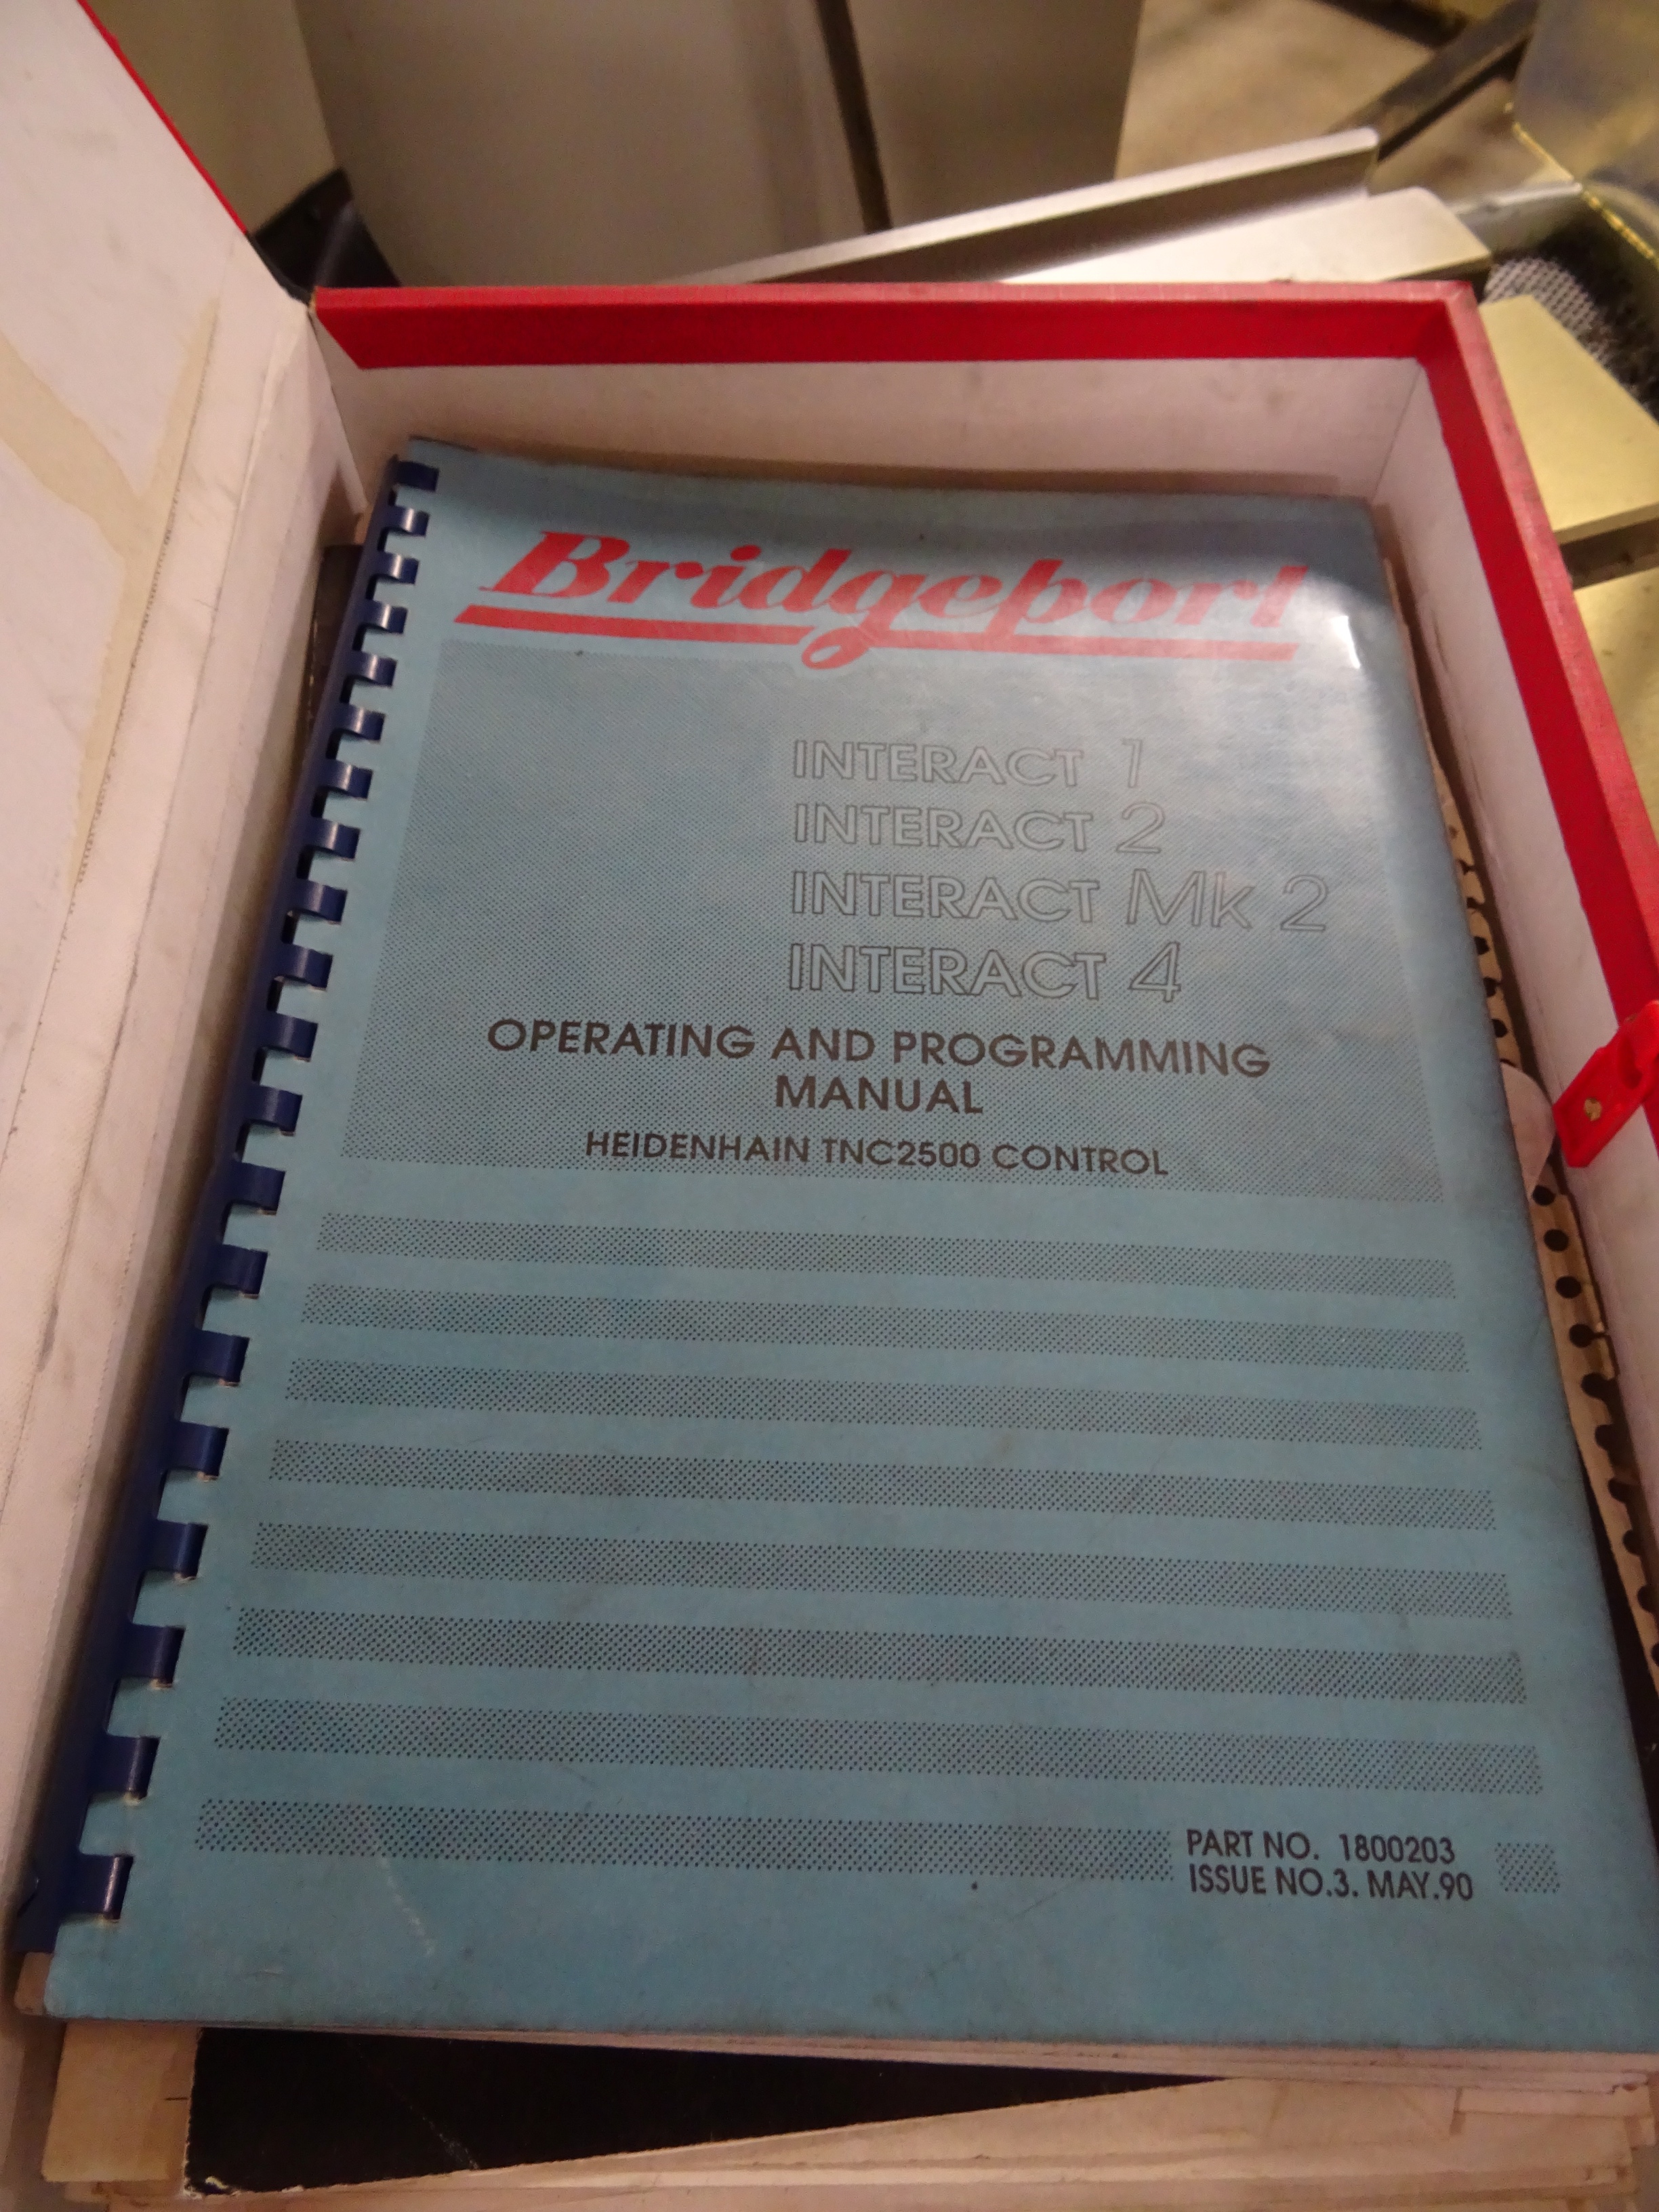 Bridgeport
INTERACT 1
INTERACT 2
INTERACT Mk 2
INTERACT 4
OPERATING AND PROGRAMMING
MANUAL
HEIDENHAIN TNC2500 CONTROL
PART NO. 1800203
ISSUE NO.3. MAY.90